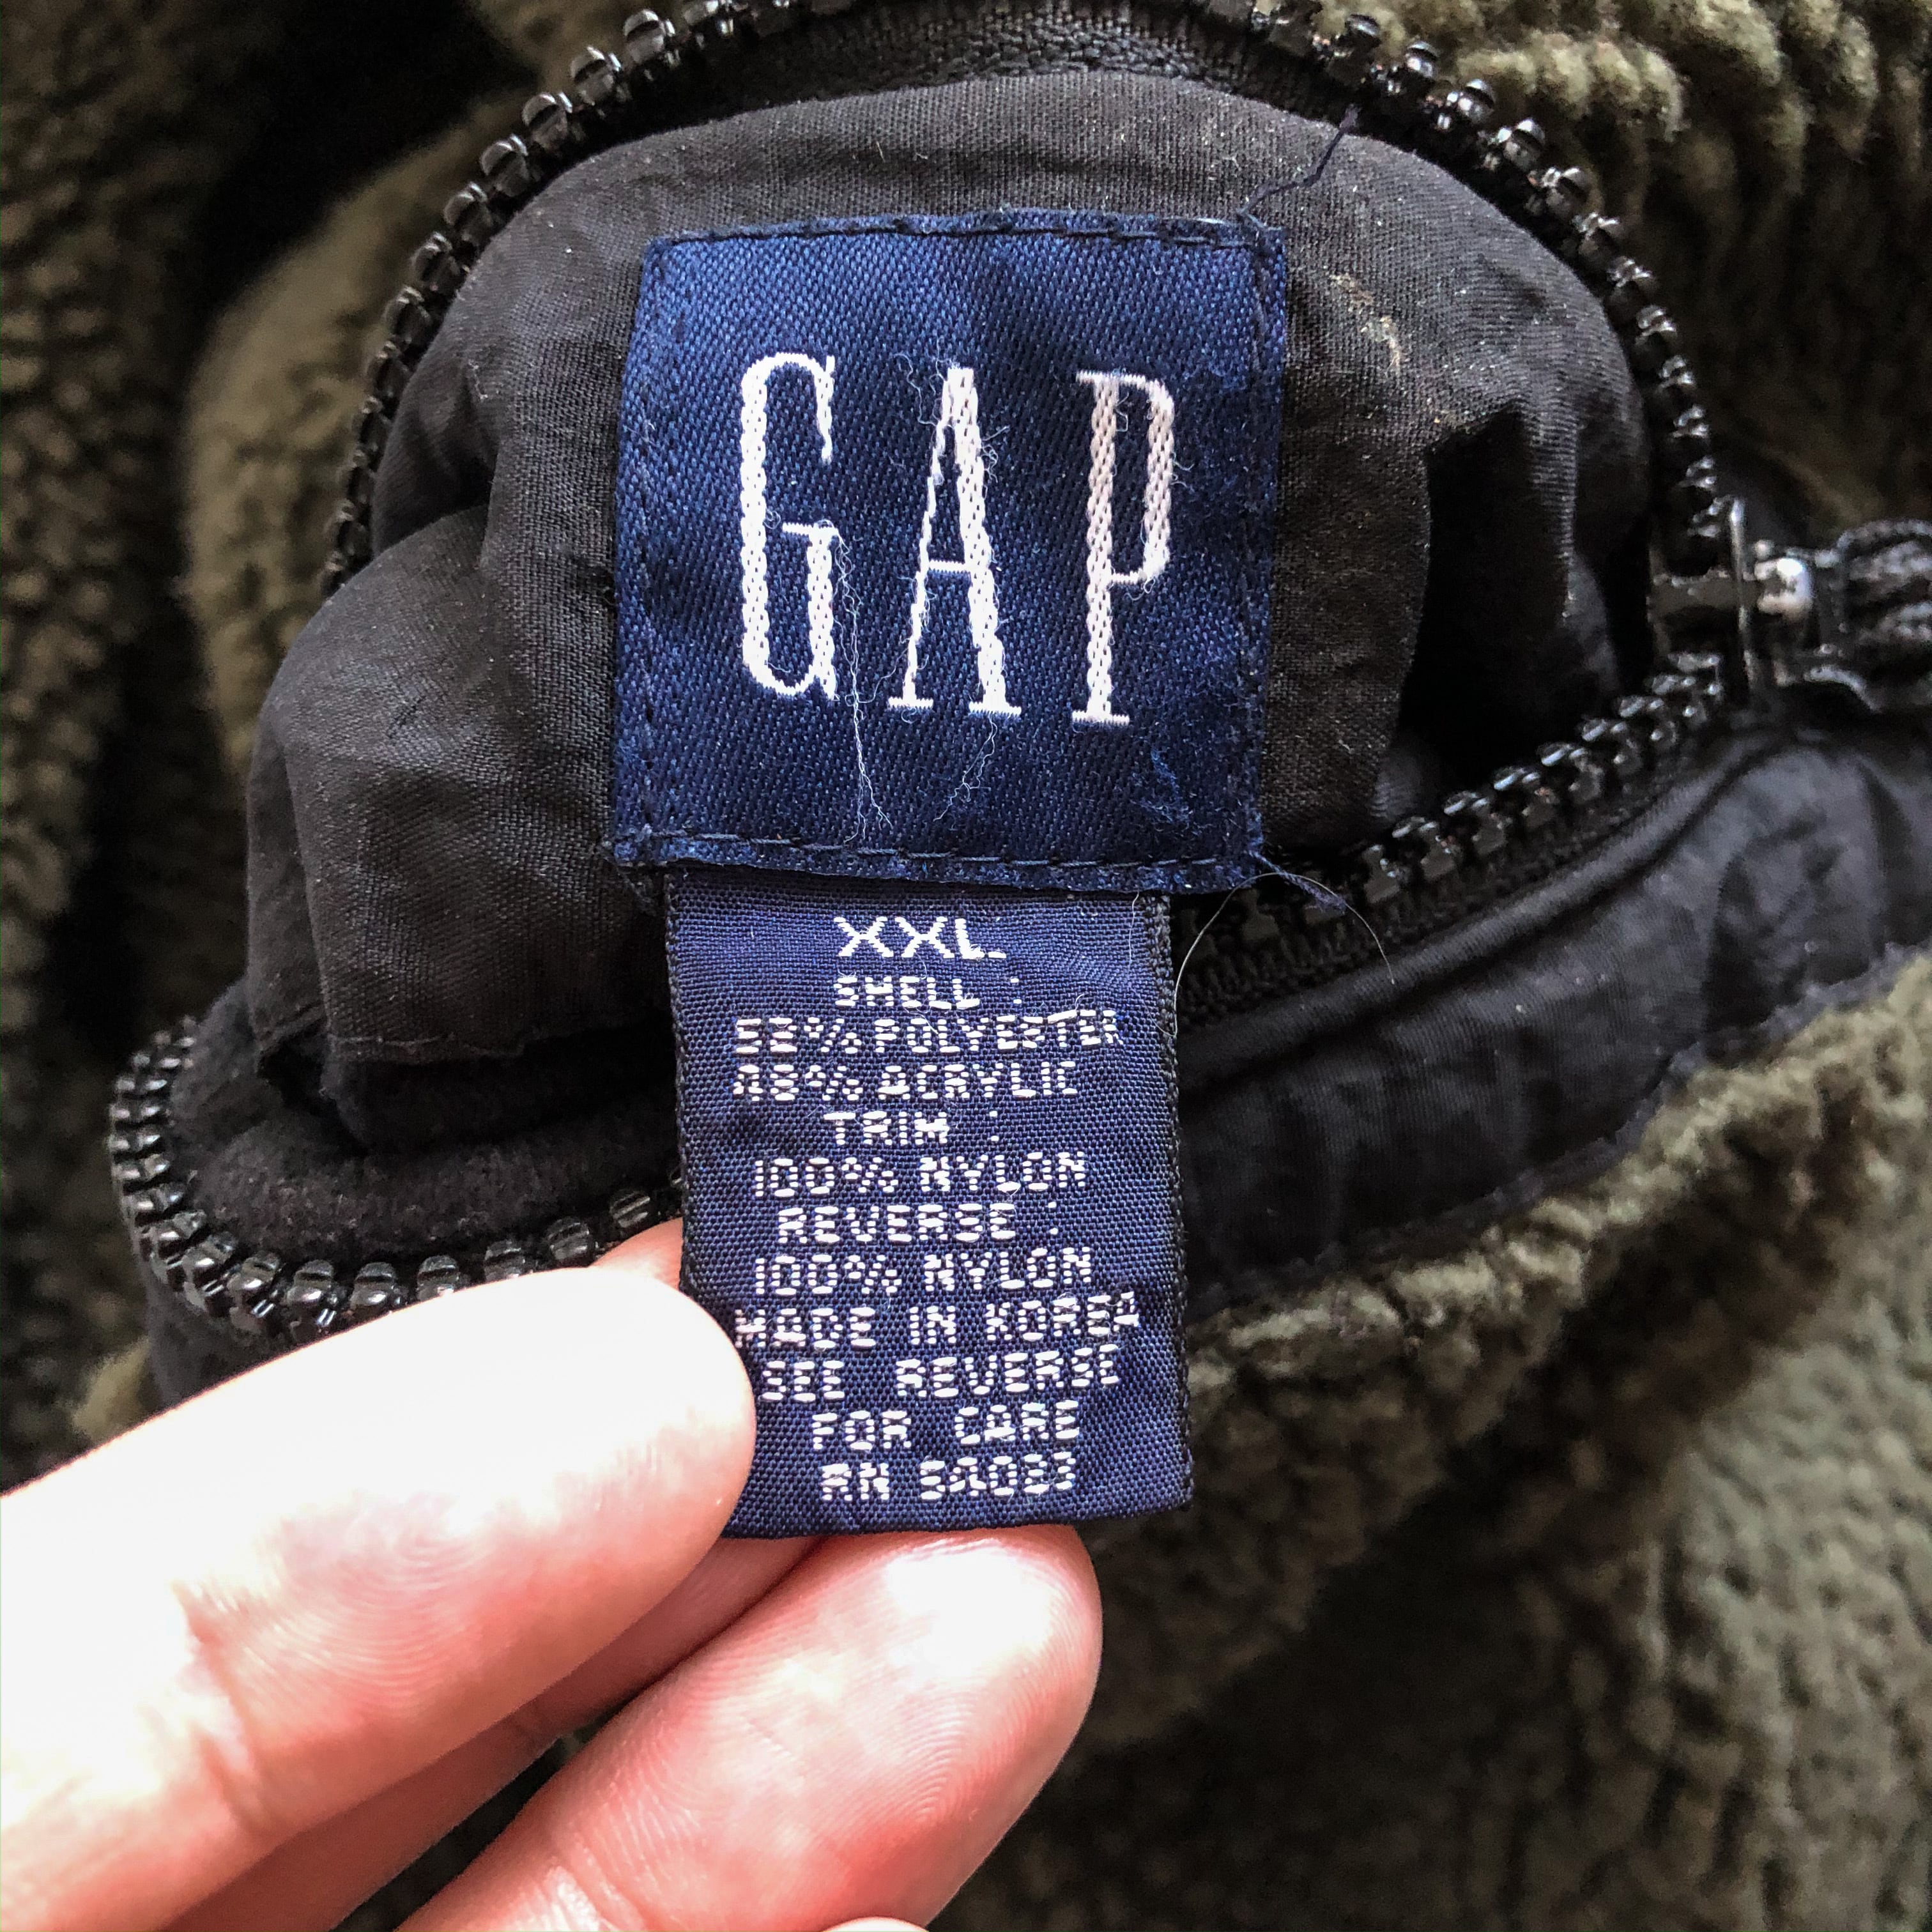 GAP
XXL
SHELL :
52% POLYESTER
48% ACRYLIC
TRIM :
100% NYLON
REVERSE :
100% NYLON
MADE IN KOREA
SEE REVERSE
FOR CARE
RN 54023